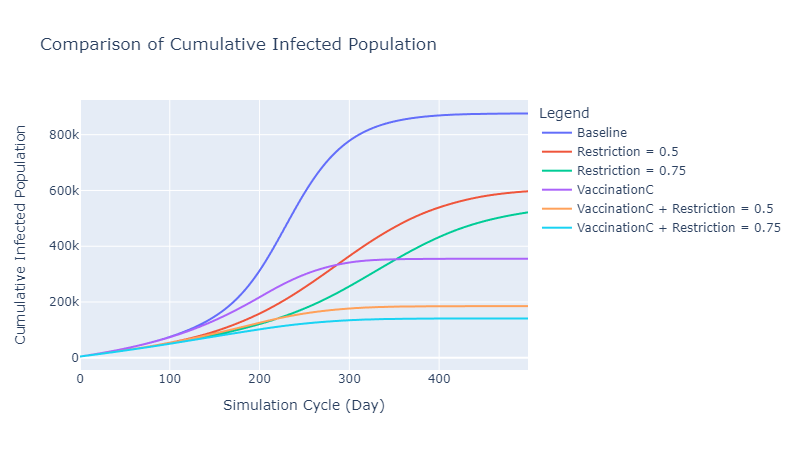 Comparison of Cumulative Infected Population
Legend
Baseline
Restriction = 0.5
Restriction = 0.75
VaccinationC
VaccinationC + Restriction = 0.5
VaccinationC + Restriction = 0.75
Cumulative Infected Population
800k
600k
400k
200k
0
0 100 200 300 400
Simulation Cycle (Day)